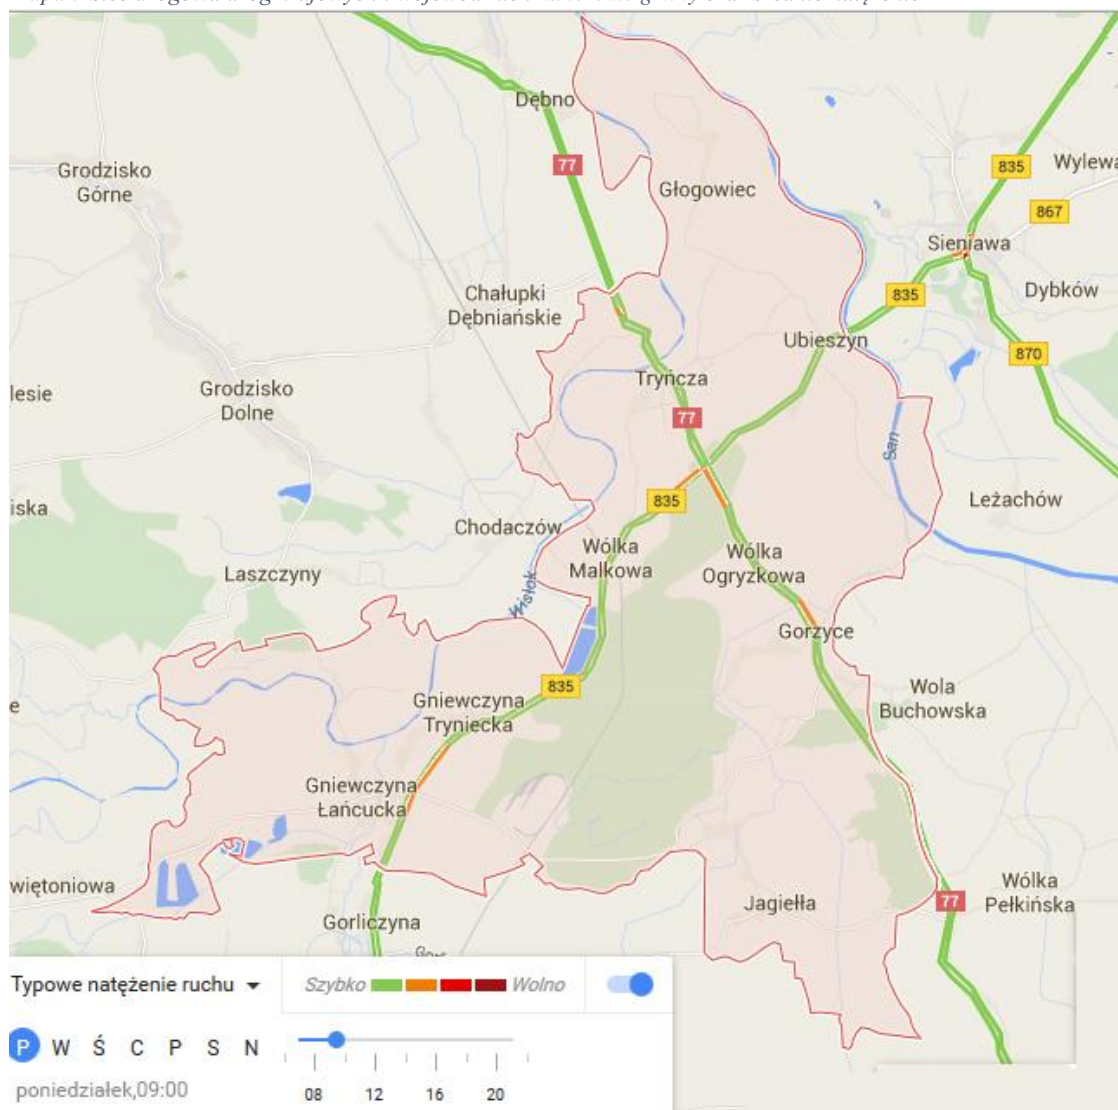 Dębno
77
Grodzisko
Górne
Głogowiec
835
Wylewa
867
Sieniawa
835
Dybków
Chałupki
Dębniańskie
Ubieszyn
870
lesie
Grodzisko
Dolne
Tryńcza
77
San
835
Leżachów
iska
Chodaczów
Wólka
Malkowa
Wólka
Ogryzkowa
Laszczyny
Wisłok
Gorzyce
835
Gniewczyna
Tryniecka
Wola
Buchowska
e
Gniewczyna
Łańcucka
więtoniowa
Wólka
Pełkińska
77
Jagiełła
Gorliczyna
Typowe natężenie ruchu
Szybko Wolno
P W Ś C P S N
08 12 16 20
poniedziałek,09:00